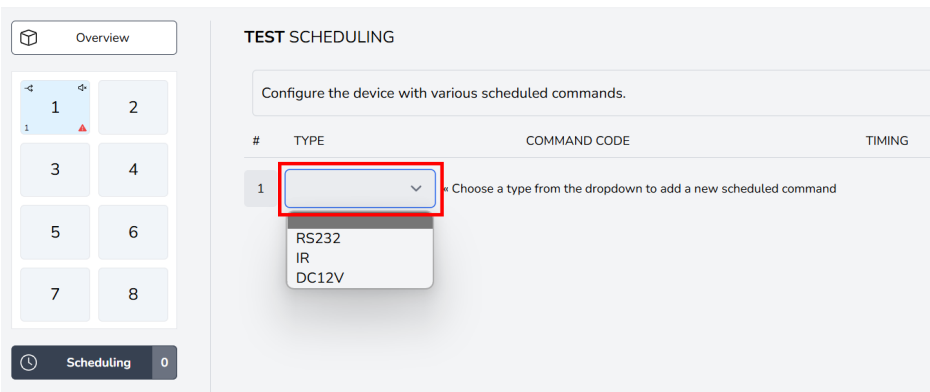 Overview
1
1
2
3
4
5
6
7
8
Scheduling 0
TEST SCHEDULING
Configure the device with various scheduled commands.
# TYPE COMMAND CODE TIMING
1 « Choose a type from the dropdown to add a new scheduled command
RS232
IR
DC12V